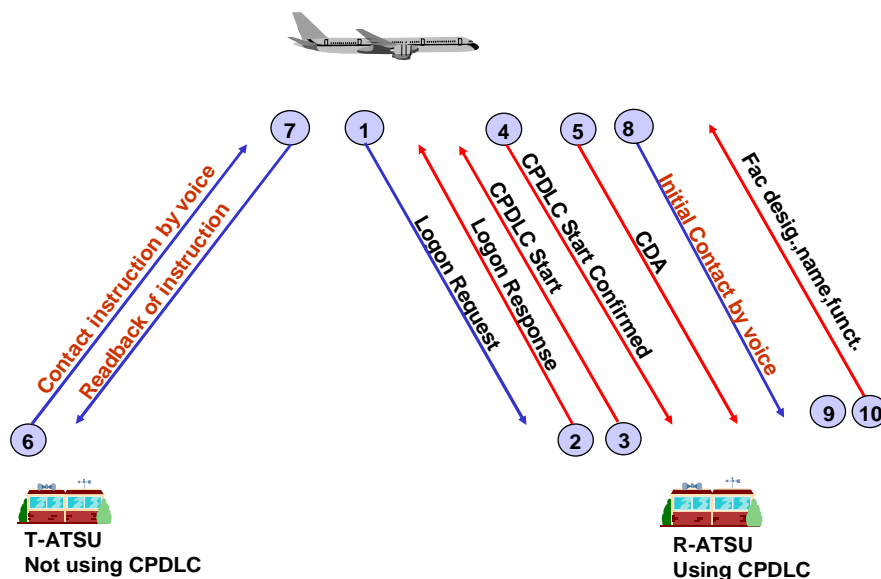 7
1
4
5
8
Contact instruction by voice
Readback of instruction
Logon Request
Logon Response
CPDLC Start
CPDLC Start Confirmed
CDA
Initial Contact by voice
Fac desig.,name,funct.
6
2
3
9
10
T-ATSU
Not using CPDLC
R-ATSU
Using CPDLC